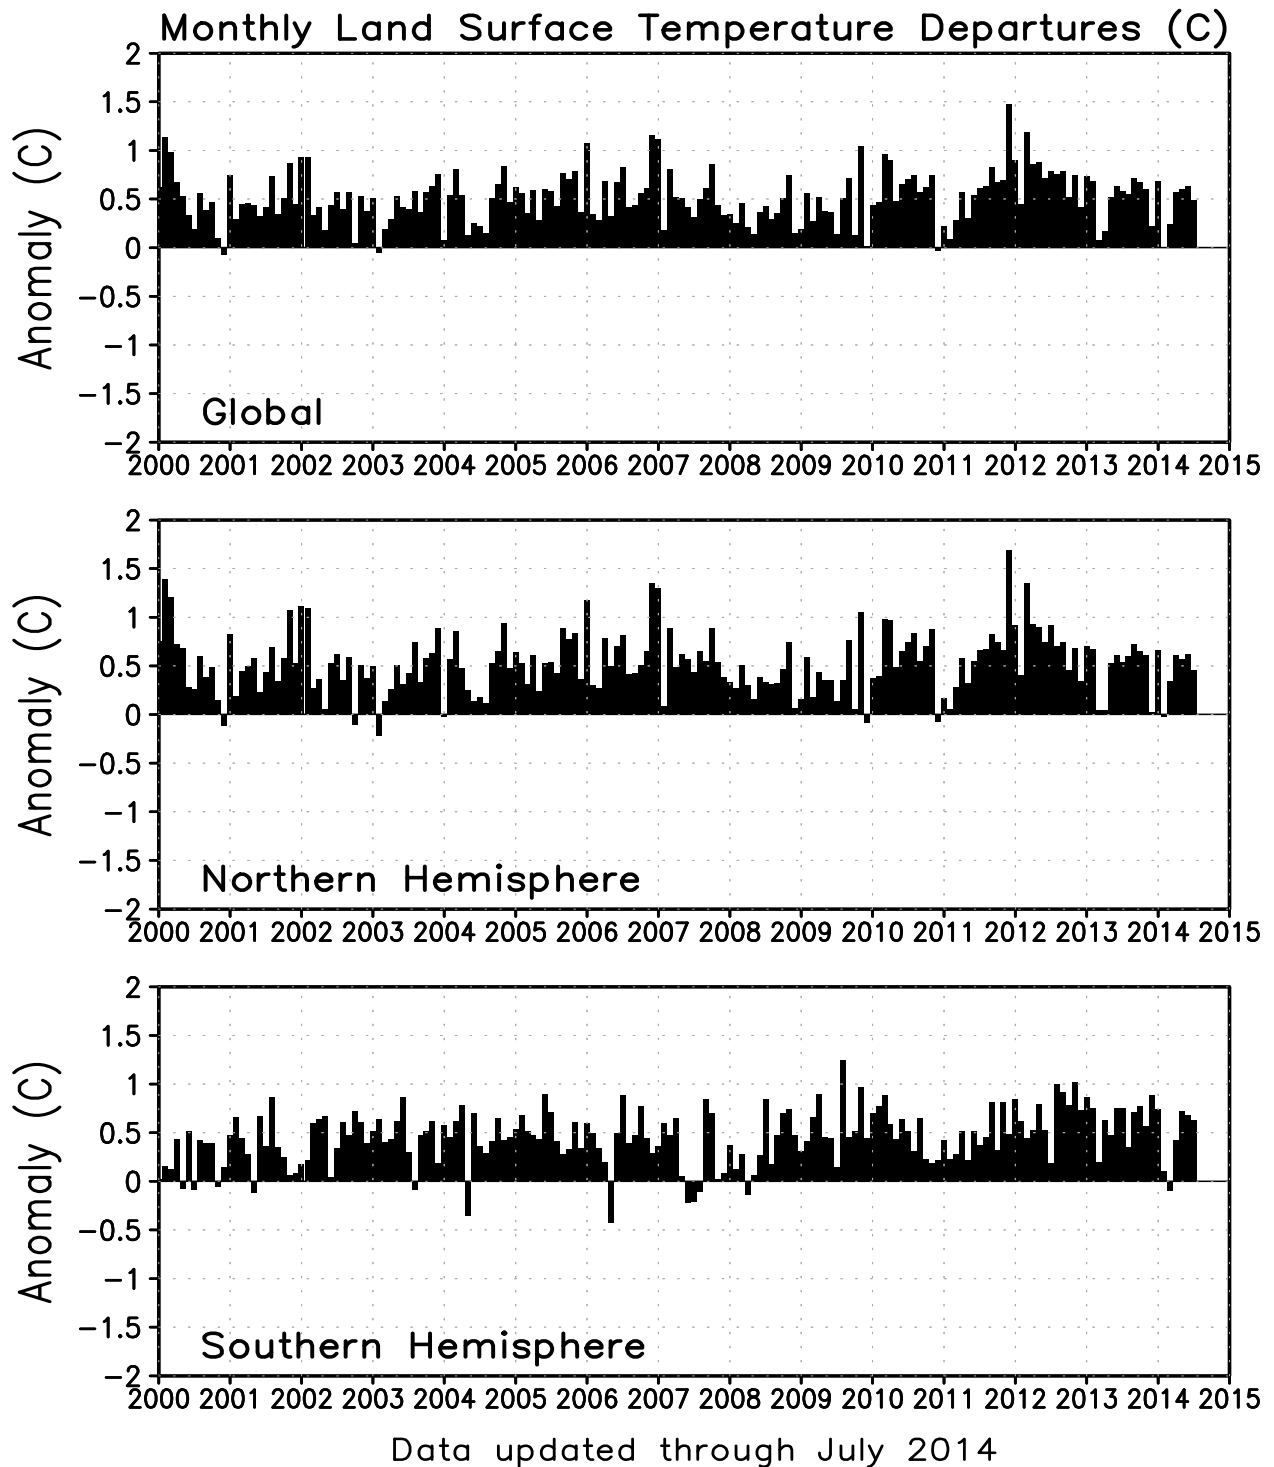 Monthly Land Surface Temperature Departures (C)
2
1.5
1
0.5
0
−0.5
−1
−1.5
−2
Anomaly (C)
Global
2000 2001 2002 2003 2004 2005 2006 2007 2008 2009 2010 2011 2012 2013 2014 2015
2
1.5
1
0.5
0
−0.5
−1
−1.5
−2
Anomaly (C)
Northern Hemisphere
2000 2001 2002 2003 2004 2005 2006 2007 2008 2009 2010 2011 2012 2013 2014 2015
2
1.5
1
0.5
0
−0.5
−1
−1.5
−2
Anomaly (C)
Southern Hemisphere
2000 2001 2002 2003 2004 2005 2006 2007 2008 2009 2010 2011 2012 2013 2014 2015
Data updated through July 2014